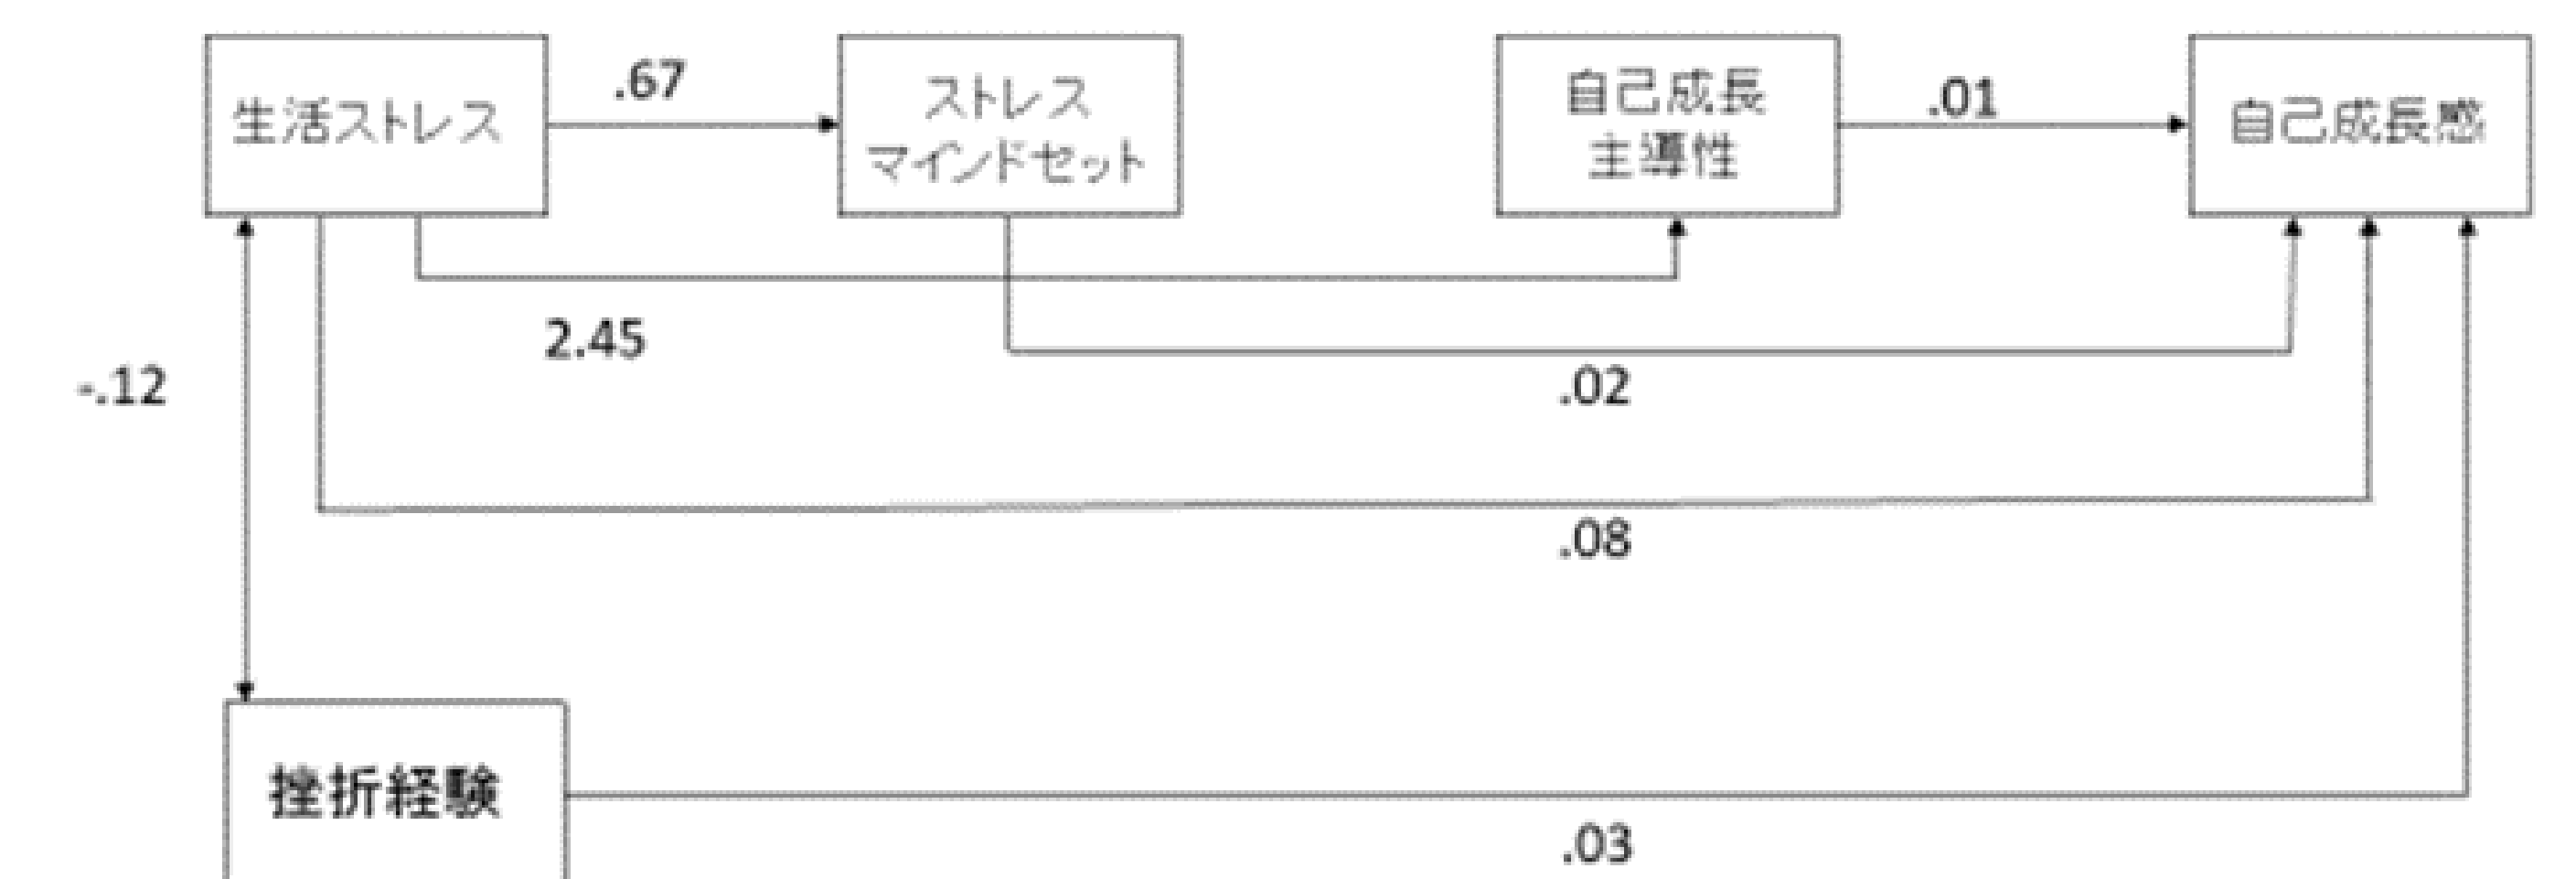 生活ストレス
.67
ストレス
マインドセット
自己成長
主導性
.01
自己成長感
2.45
-.12
.02
.08
挫折経験
.03